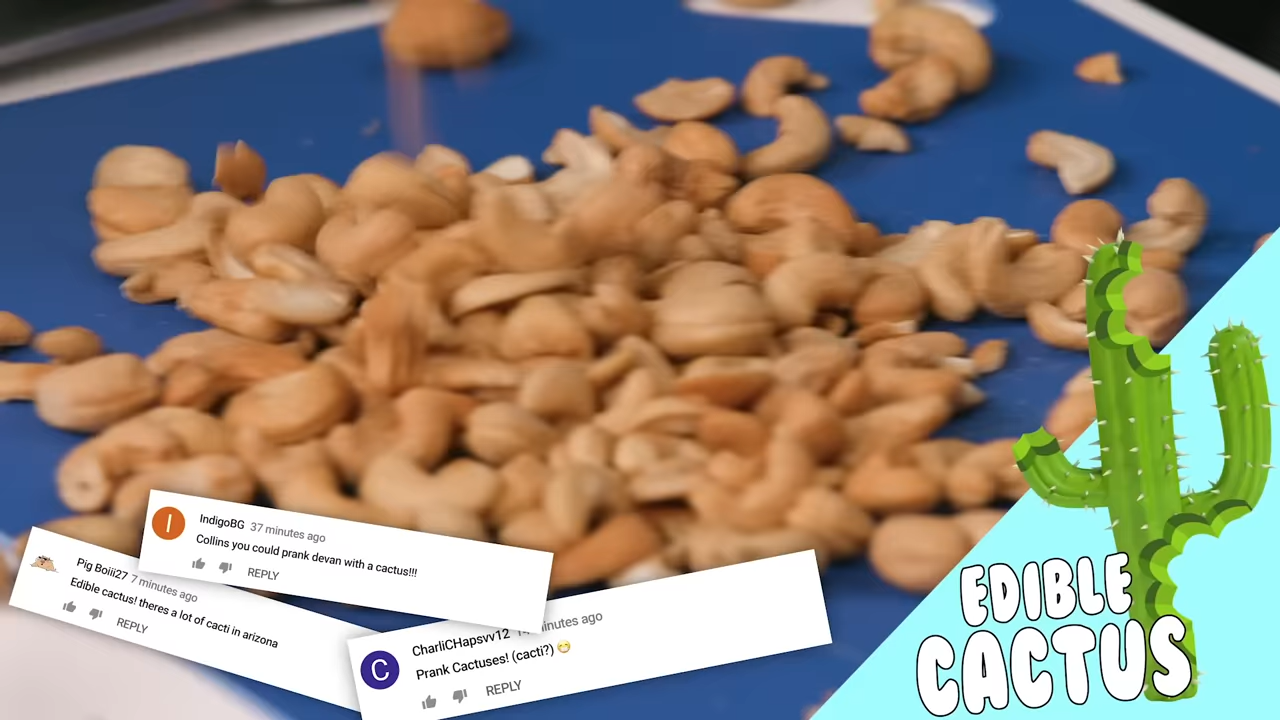 I
IndigoBG 37 minutes ago
Collins you could prank devan with a cactus!!!
REPLY
Pig Boiii27 7 minutes ago
Edible cactus! theres a lot of cacti in arizona
REPLY
C
CharliCHapsvv12 minutes ago
Prank Cactuses! (cacti?) 😁
REPLY
EDIBLE
CACTUS